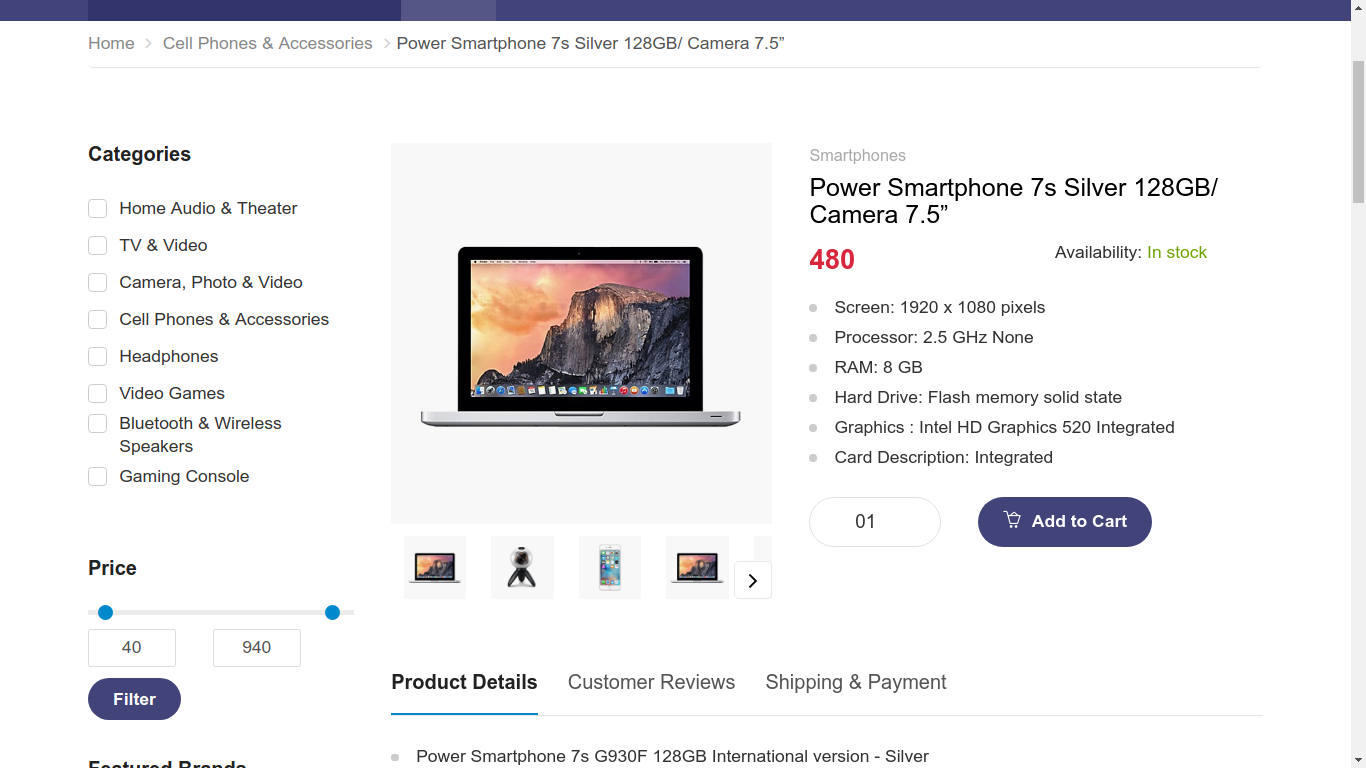 Home
Cell Phones & Accessories
Power Smartphone 7s Silver 128GB/ Camera 7.5”
Categories
Home Audio & Theater
TV & Video
Camera, Photo & Video
Cell Phones & Accessories
Headphones
Video Games
Bluetooth & Wireless
Speakers
Gaming Console
Price
40
940
Filter
Featured Brands
Smartphones
Power Smartphone 7s Silver 128GB/
Camera 7.5”
480
Availability: In stock
Screen: 1920 x 1080 pixels
Processor: 2.5 GHz None
RAM: 8 GB
Hard Drive: Flash memory solid state
Graphics : Intel HD Graphics 520 Integrated
Card Description: Integrated
01
Add to Cart
Product Details
Customer Reviews
Shipping & Payment
Power Smartphone 7s G930F 128GB International version - Silver